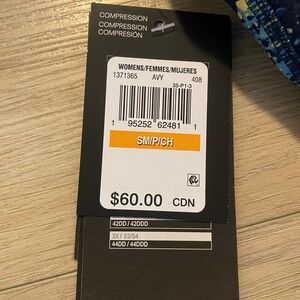 COMPRESSION
COMPRESSION
COMPRESIÓN
WOMENS/FEMMES/MUJERES
1371365 AVY 408
35-P1-3
1 95252 62481 1
SM/P/CH
$60.00 CDN
42DD / 42DDD
3X / 52/54
44DD / 44DDD